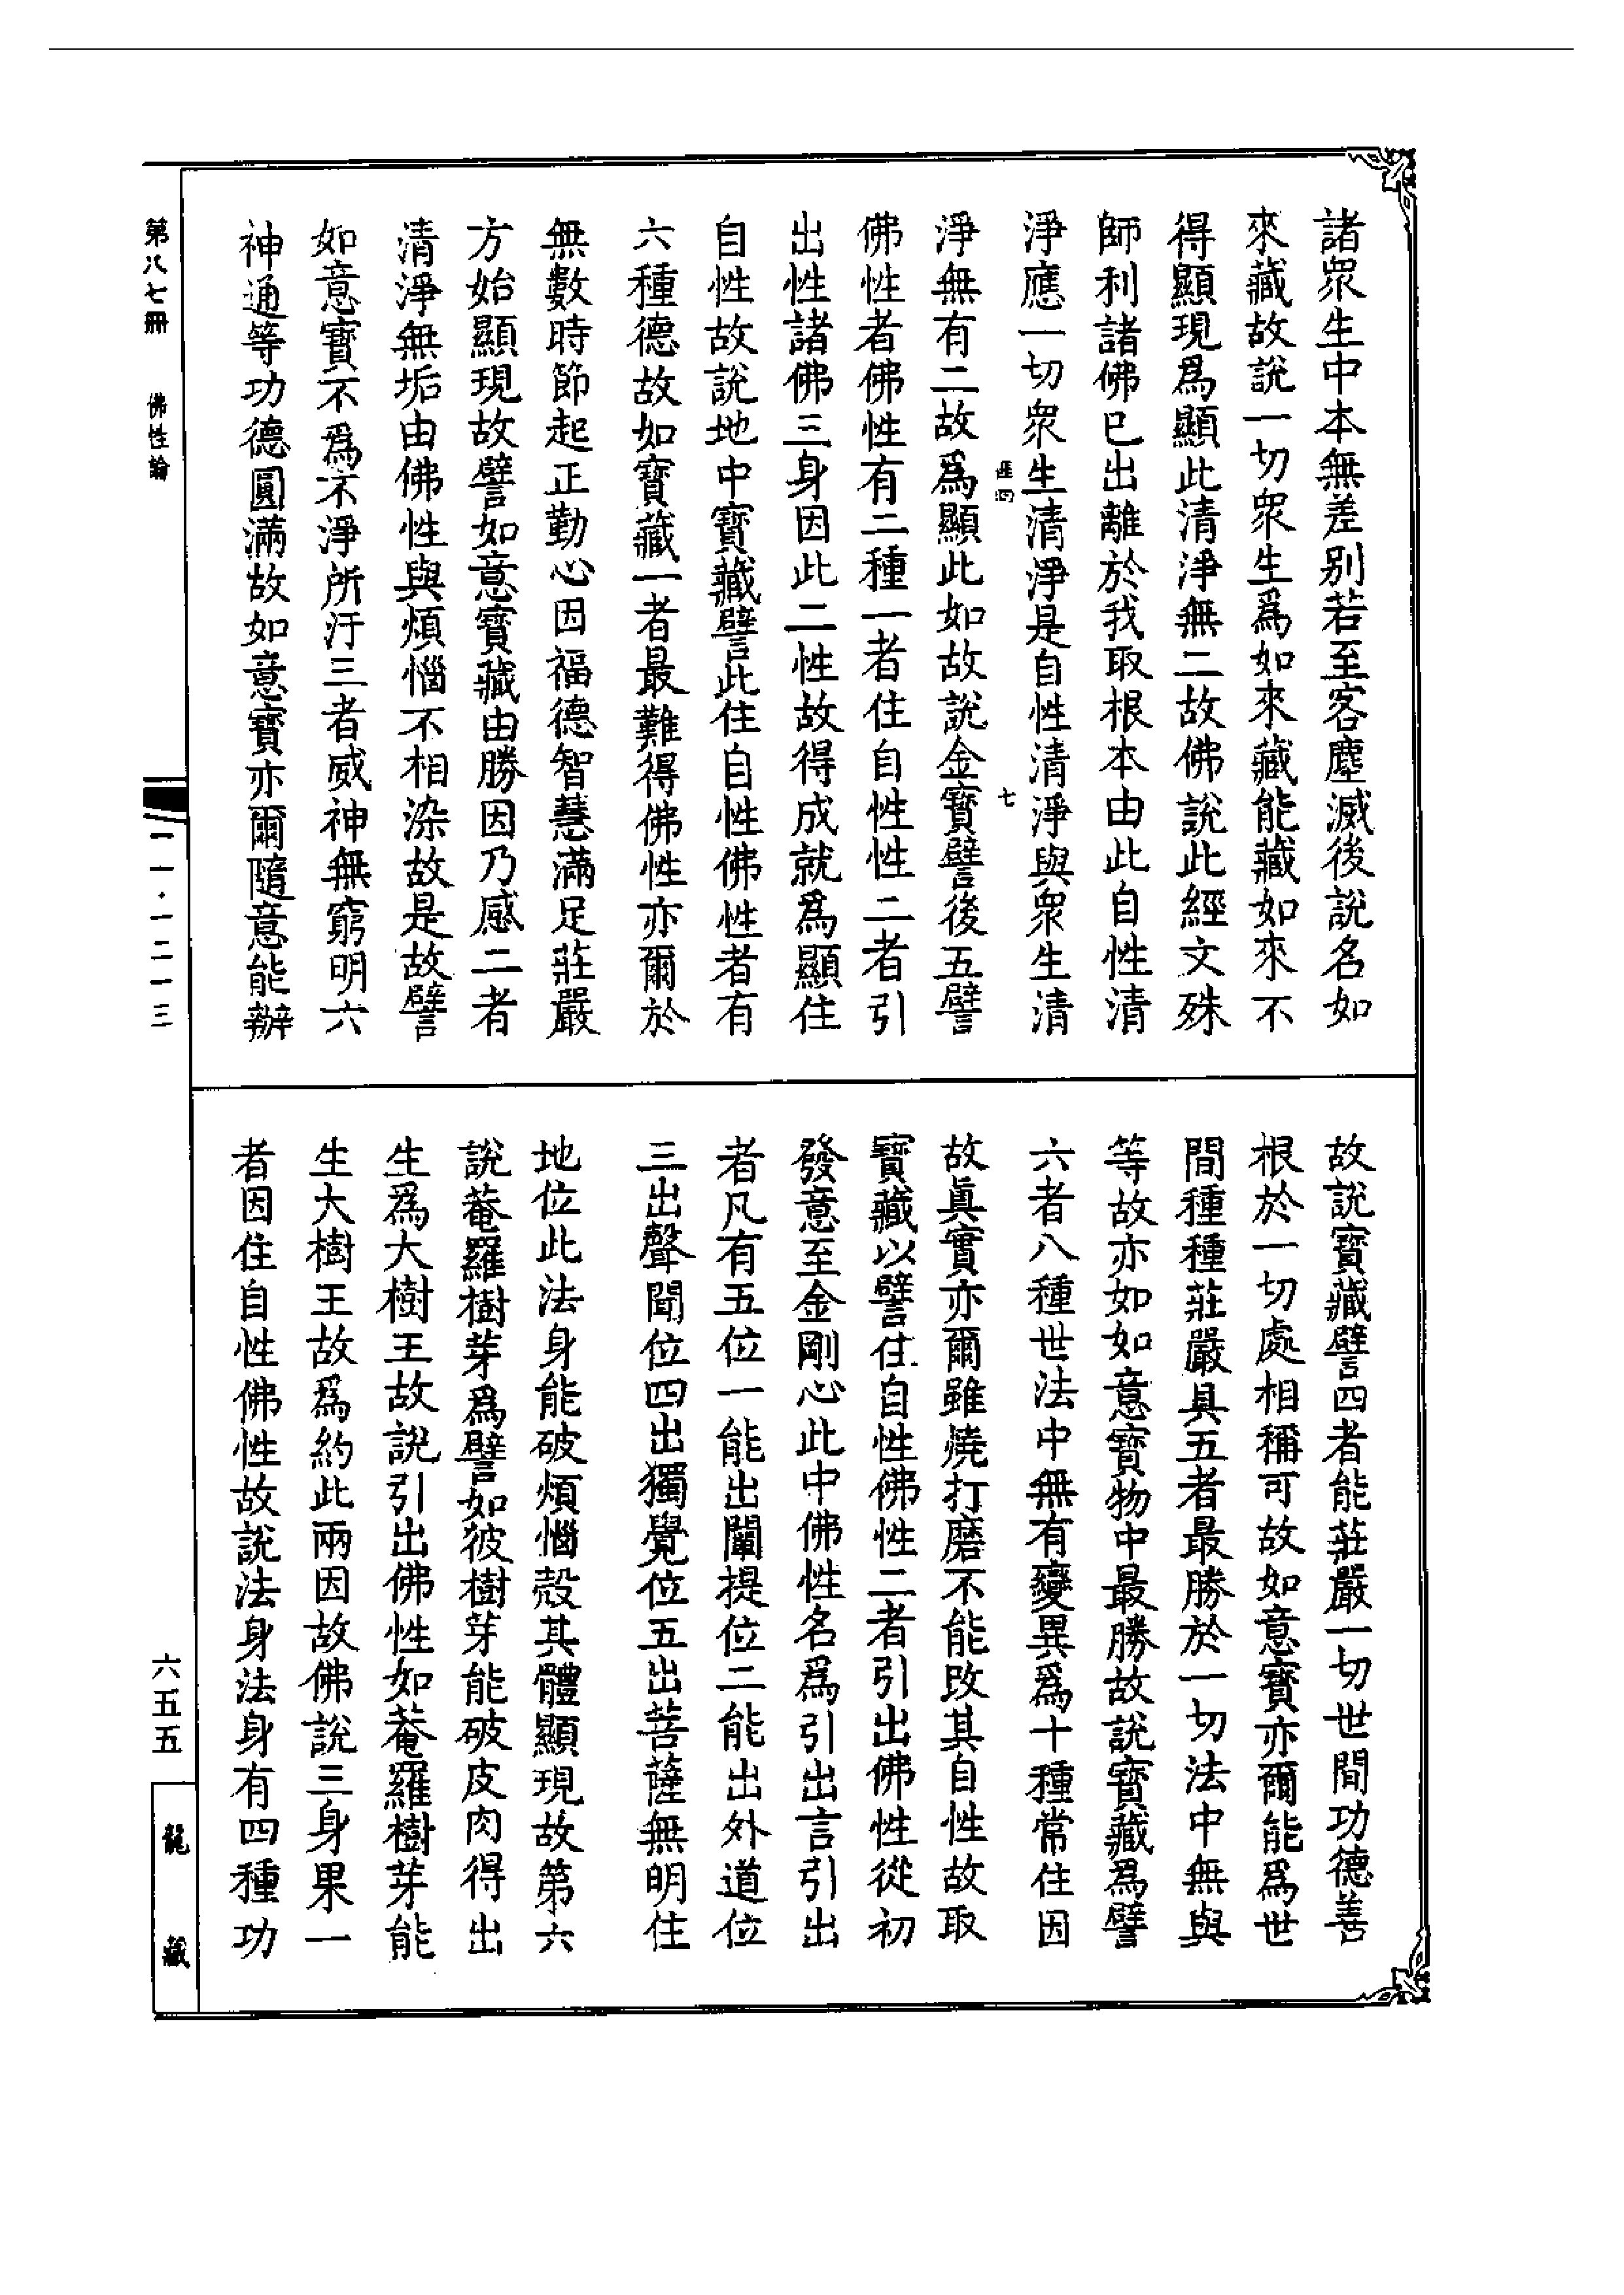 諸眾生中本無差別若至客塵滅後說名如
來藏故說一切眾生爲如來藏能藏如來不
得顯現爲顯此清淨無二故佛說此經文殊
師利諸佛已出離於我取根本由此自性清
淨應一切眾生清淨是自性清淨與眾生清
七
淨無有二故爲顯此如故說金寶譬後五譬
佛性者佛性有二種一者住自性性二者引
出性諸佛三身因此二性故得成就爲顯住
自性故說地中寶藏譬此住自性佛性者有
六種德故如寶藏一者最難得佛性亦爾於
無數時節起正勤心因福德智慧滿足莊嚴
方始顯現故譬如意寶藏由勝因乃感二者
清淨無垢由佛性與煩惱不相染故是故譬
如意寶不爲不淨所汙三者威神無窮明六
神通等功德圓滿故如意寶亦爾隨意能辦
故說寶藏譬四者能莊嚴一切世間功德善
根於一切處相稱可故如意寶亦爾能爲世
間種種莊嚴具五者最勝於一切法中無與
等故亦如如意寶物中最勝故說寶藏爲譬
六者八種世法中無有變異爲十種常住因
故眞實亦爾雖燒打磨不能改其自性故取
寶藏以譬住自性佛性二者引出佛性從初
發意至金剛心此中佛性名爲引出言引出
者凡有五位一能出闡提位二能出外道位
三出聲聞位四出獨覺位五出菩薩無明住
地位此法身能破煩惱殼其體顯現故第六
說菴羅樹芽爲譬如彼樹芽能破皮肉得出
生爲大樹王故說引出佛性如菴羅樹芽能
生大樹王故爲約此兩因故佛說三身果一
者因住自性佛性故說法身法身有四種功
第八七冊 佛性論
一一·一二一三
六五五
龍藏